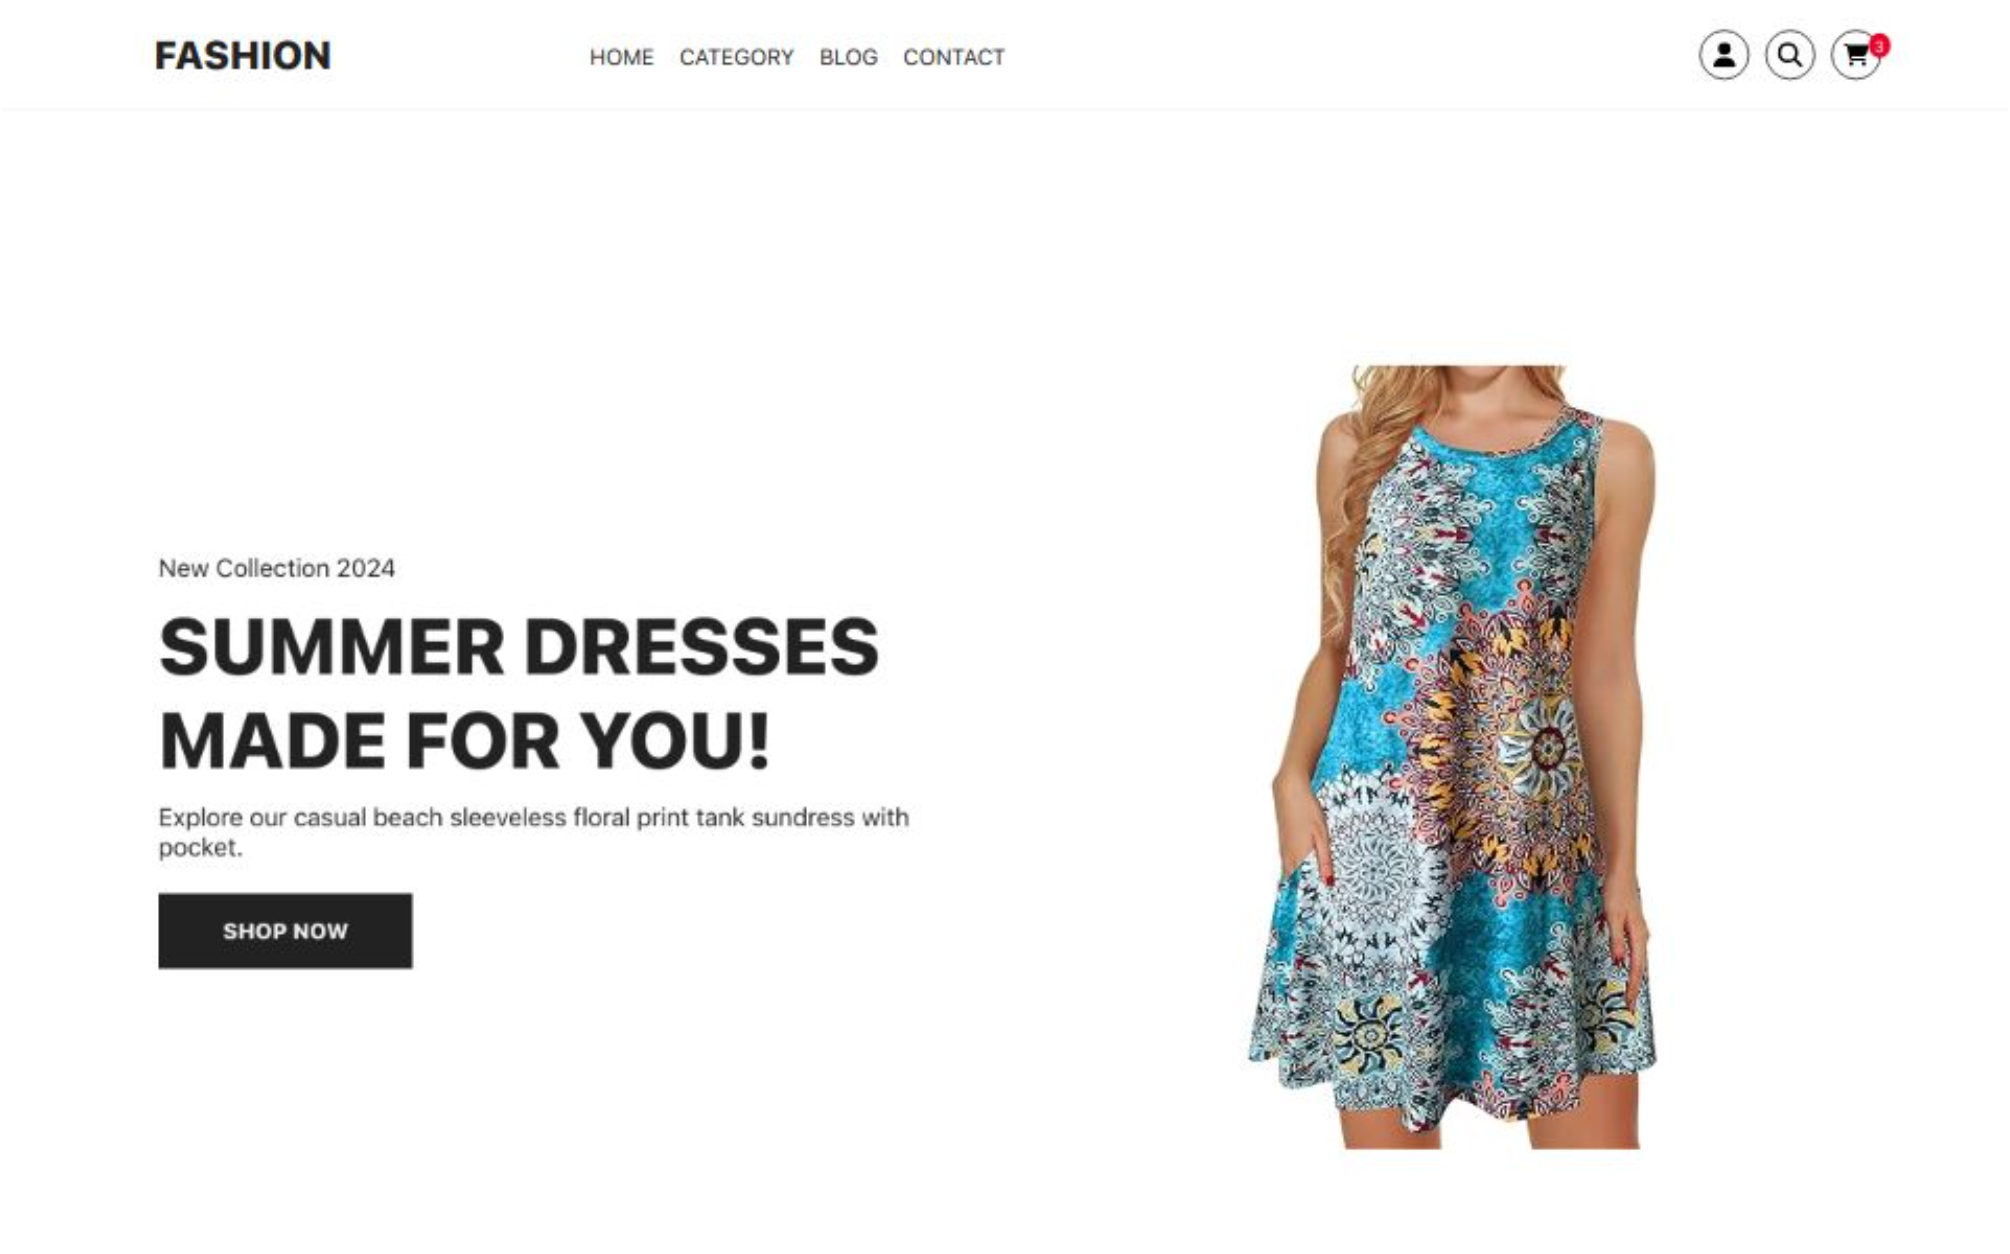 FASHION
HOME CATEGORY BLOG CONTACT
3
New Collection 2024
SUMMER DRESSES
MADE FOR YOU!
Explore our casual beach sleeveless floral print tank sundress with
pocket.
SHOP NOW